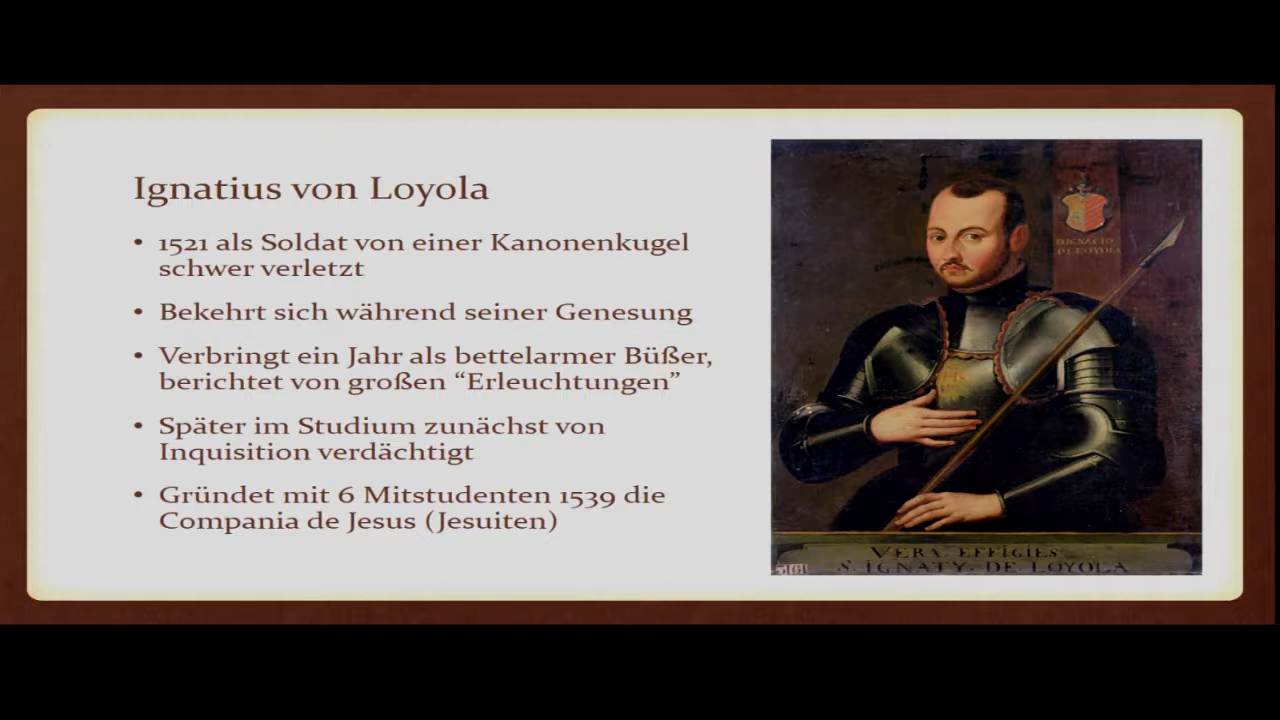 Ignatius von Loyola
• 1521 als Soldat von einer Kanonenkugel
schwer verletzt
• Bekehrt sich während seiner Genesung
• Verbringt ein Jahr als bettelarmer Büßer,
berichtet von großen “Erleuchtungen”
• Später im Studium zunächst von
Inquisition verdächtigt
• Gründet mit 6 Mitstudenten 1539 die
Compania de Jesus (Jesuiten)
DE LOYOLA
VERA. EFFIGIES
S. IGNATY. DE LOYOLA